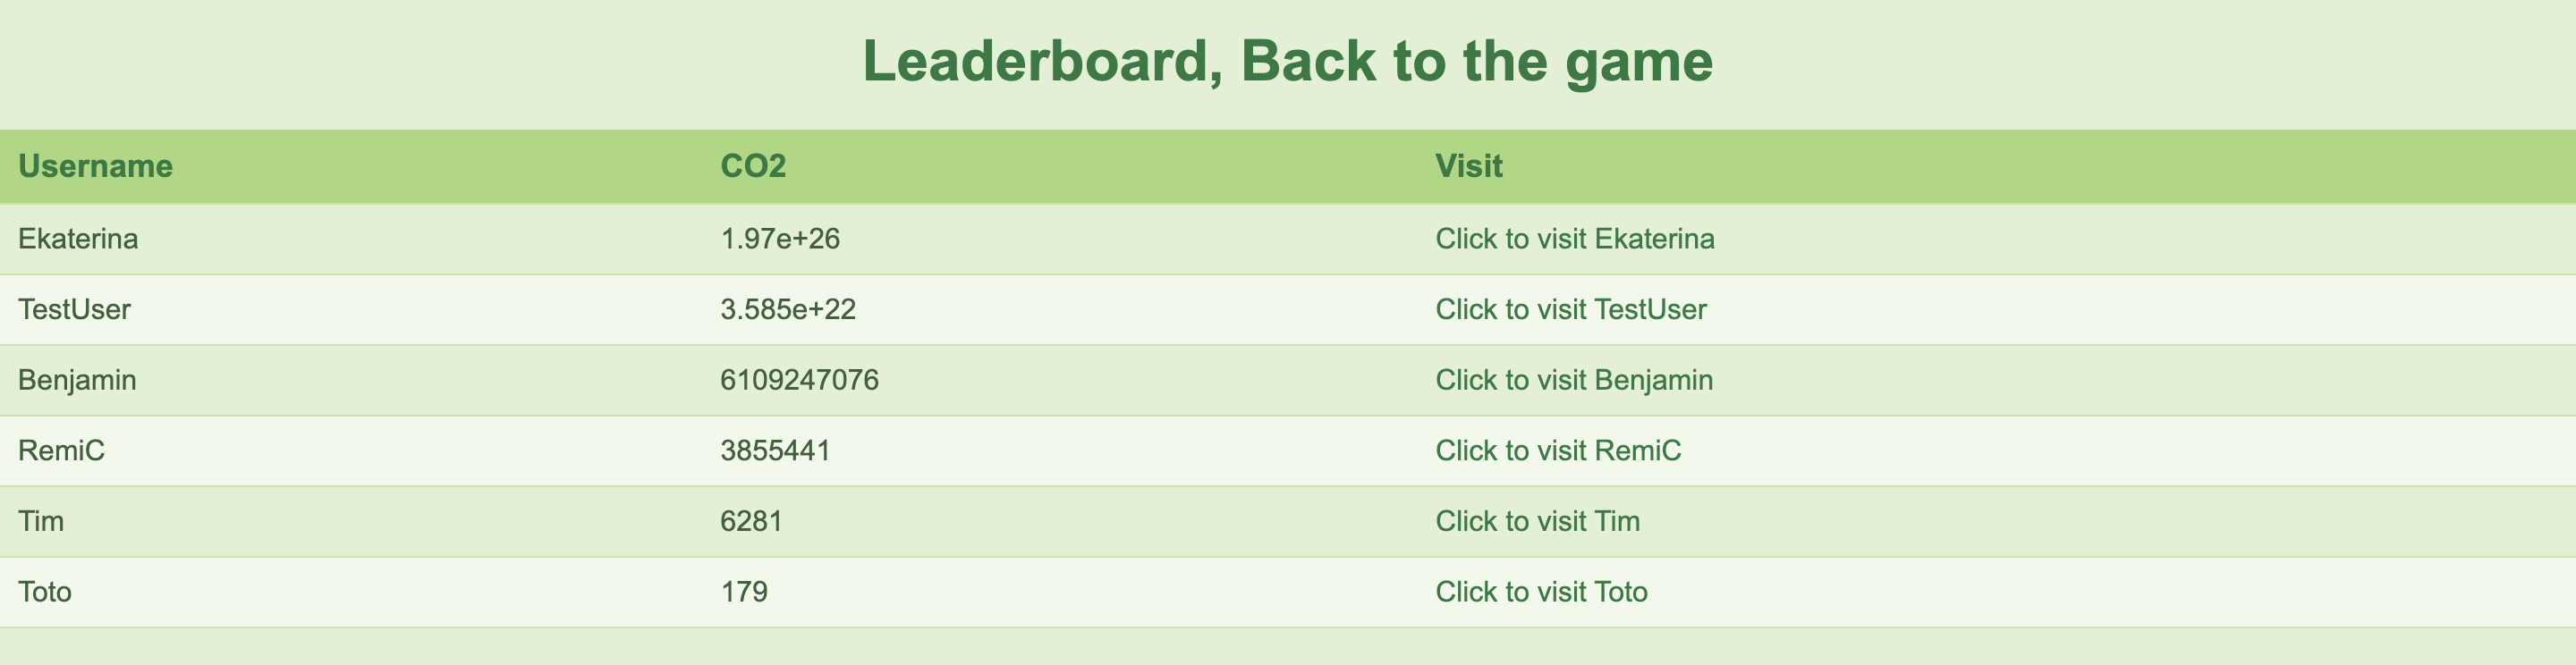 Leaderboard, Back to the game
Username CO2 Visit
Ekaterina 1.97e+26 Click to visit Ekaterina
TestUser 3.585e+22 Click to visit TestUser
Benjamin 6109247076 Click to visit Benjamin
RemiC 3855441 Click to visit RemiC
Tim 6281 Click to visit Tim
Toto 179 Click to visit Toto